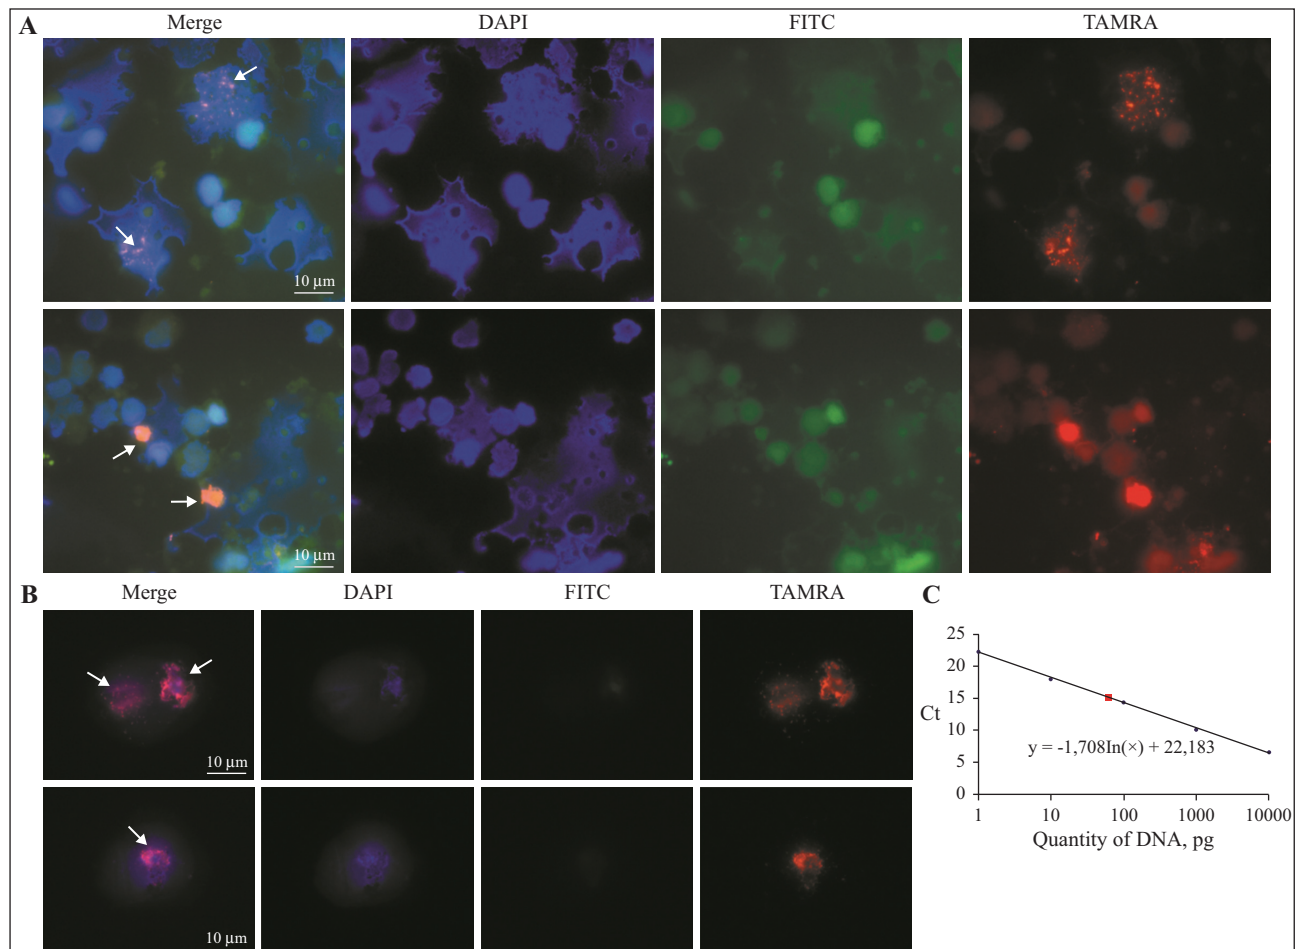 A
Merge
DAPI
FITC
TAMRA
10 µm
10 µm
B
Merge
DAPI
FITC
TAMRA
10 µm
10 µm
C
25
20
15
10
5
0
Ct
y = -1,708In(×) + 22,183
1
10
100
1000
10000
Quantity of DNA, pg